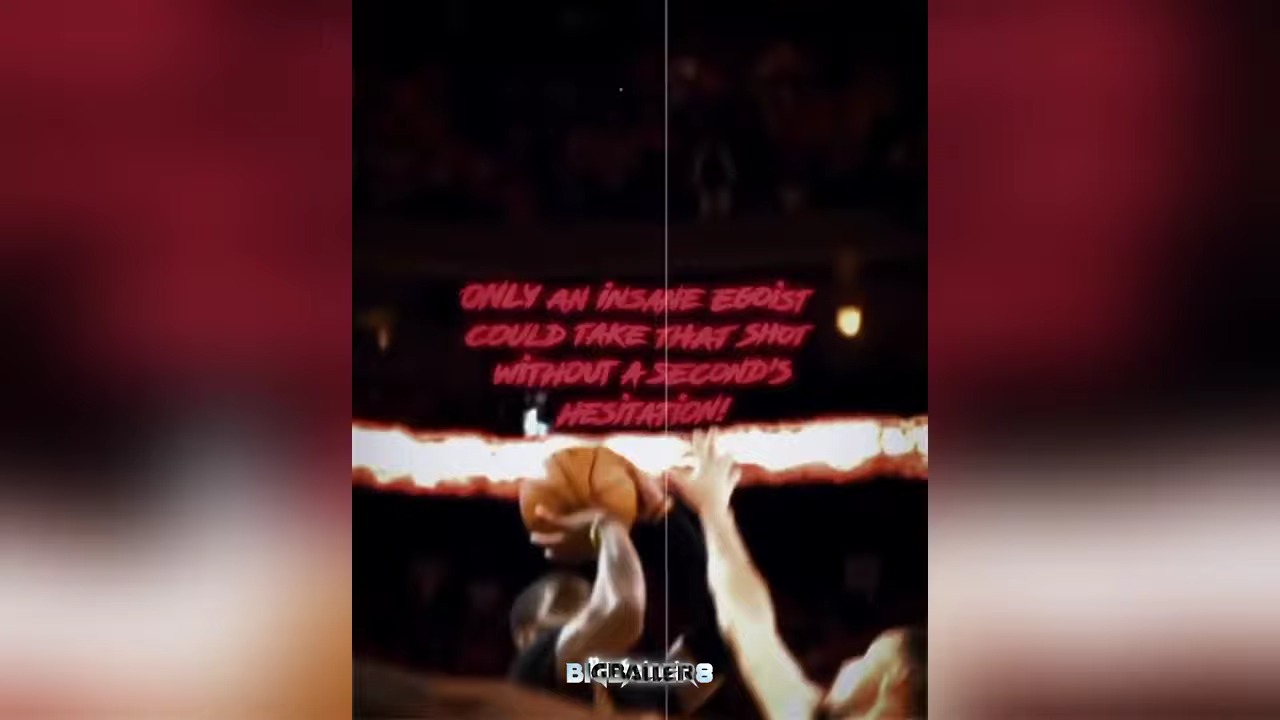 ONLY AN INSANE EGOIST
COULD TAKE THAT SHOT
WITHOUT A SECOND'S
HESITATION!
BIGBALLER8